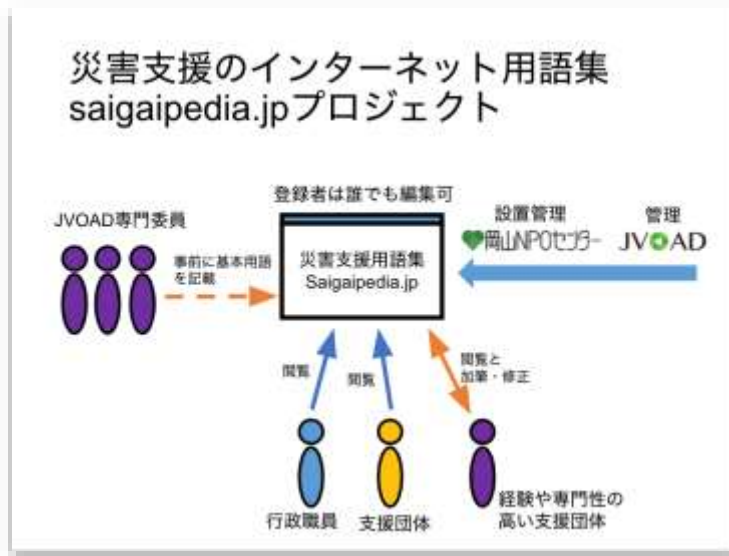 災害支援のインターネット用語集
saigaipedia.jpプロジェクト
登録者は誰でも編集可
JVOAD専門委員
設置管理
管理
岡山NPOセンター
JVOAD
事前に基本用語
を記載
災害支援用語集
Saigaipedia.jp
閲覧
閲覧
閲覧と
加筆・修正
行政職員
支援団体
経験や専門性の
高い支援団体